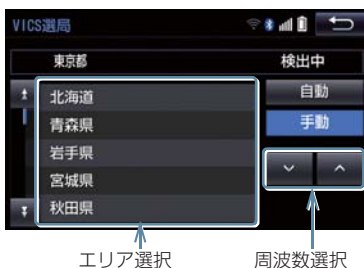 VICS選局
東京都 検出中
北海道 自動
青森県 手動
岩手県
宮城県
秋田県
エリア選択 周波数選択